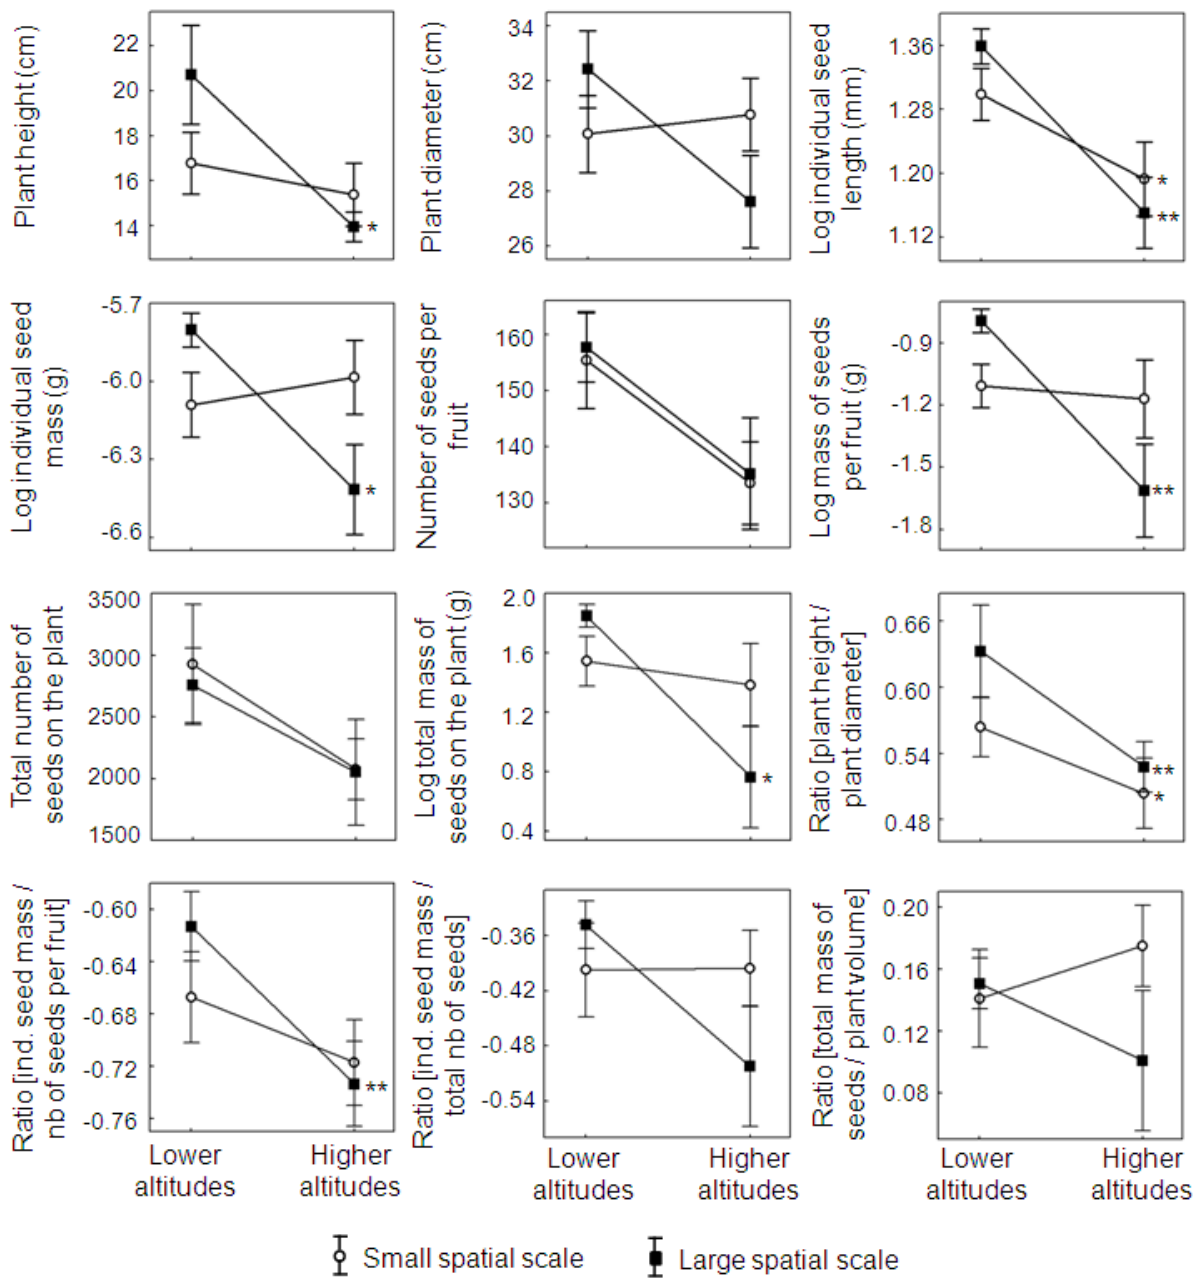 Plant height (cm)
22
20
18
16
14
*
Plant diameter (cm)
34
32
30
28
26
Log individual seed
length (mm)
1.36
1.28
1.20
1.12
*
**
Log individual seed
mass (g)
-5.7
-6.0
-6.3
-6.6
*
Number of seeds per
fruit
160
150
140
130
Log mass of seeds
per fruit (g)
-0.9
-1.2
-1.5
-1.8
**
Total number of
seeds on the plant
3500
3000
2500
2000
1500
Log total mass of
seeds on the plant (g)
2.0
1.6
1.2
0.8
0.4
*
Ratio [plant height /
plant diameter]
0.66
0.60
0.54
0.48
**
*
Ratio [ind. seed mass /
nb of seeds per fruit]
-0.60
-0.64
-0.68
-0.72
-0.76
**
Lower
altitudes
Higher
altitudes
Ratio [ind. seed mass /
total nb of seeds]
-0.36
-0.42
-0.48
-0.54
Lower
altitudes
Higher
altitudes
Ratio [total mass of
seeds / plant volume]
0.20
0.16
0.12
0.08
Lower
altitudes
Higher
altitudes
Small spatial scale
Large spatial scale